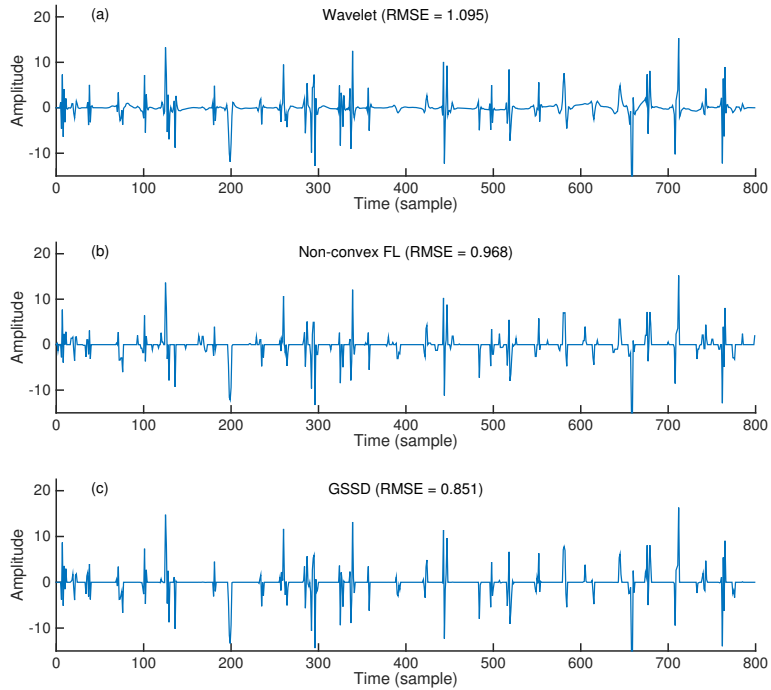 (a)
Wavelet (RMSE = 1.095)
20
10
0
-10
Amplitude
0 100 200 300 400 500 600 700 800
Time (sample)
(b)
Non-convex FL (RMSE = 0.968)
20
10
0
-10
Amplitude
0 100 200 300 400 500 600 700 800
Time (sample)
(c)
GSSD (RMSE = 0.851)
20
10
0
-10
Amplitude
0 100 200 300 400 500 600 700 800
Time (sample)